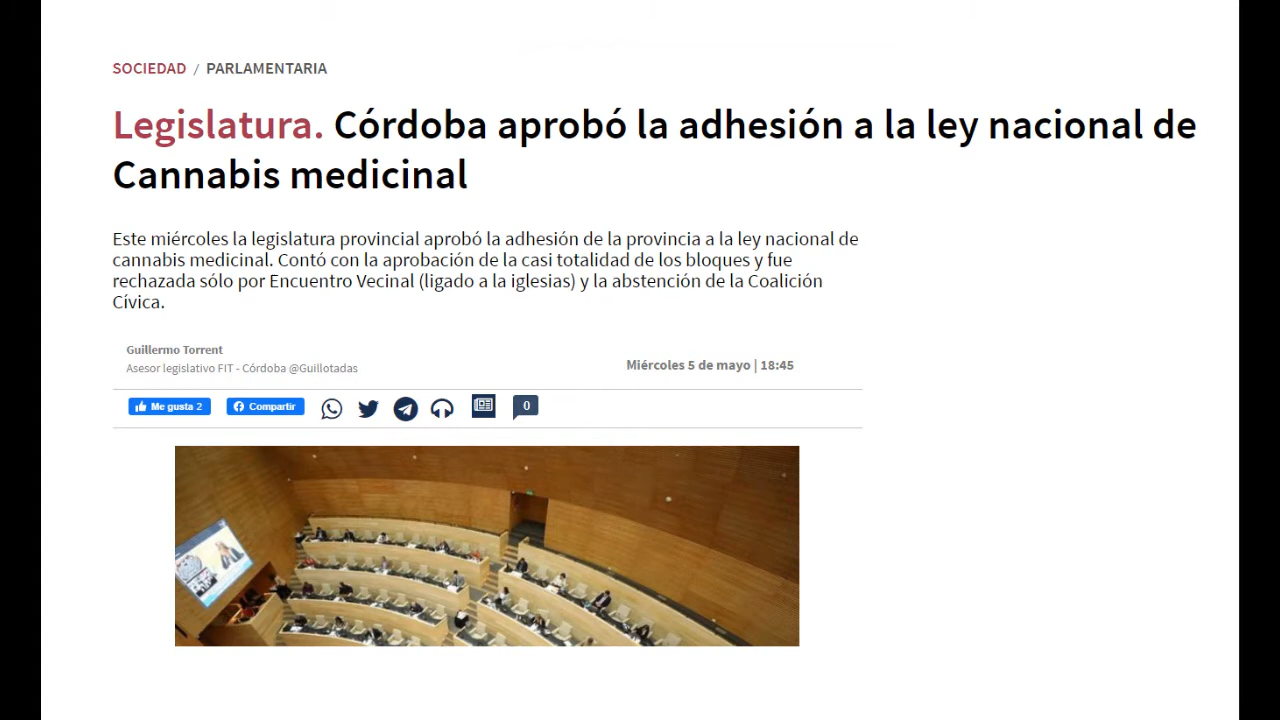 SOCIEDAD / PARLAMENTARIA
Legislatura. Córdoba aprobó la adhesión a la ley nacional de
Cannabis medicinal
Este miércoles la legislatura provincial aprobó la adhesión de la provincia a la ley nacional de
cannabis medicinal. Contó con la aprobación de la casi totalidad de los bloques y fue
rechazada sólo por Encuentro Vecinal (ligado a la iglesias) y la abstención de la Coalición
Cívica.
Guillermo Torrent
Asesor legislativo FIT - Córdoba @Guillotadas
Miércoles 5 de mayo | 18:45
Me gusta 2
Compartir
0